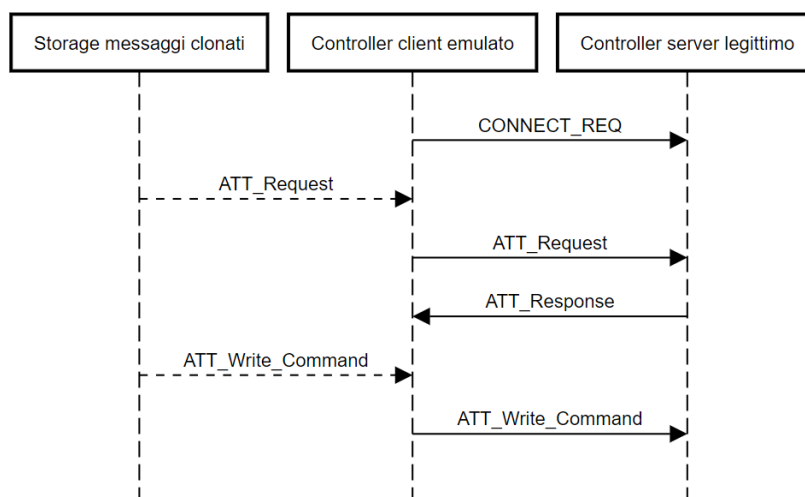 Storage messaggi clonati
Controller client emulato
Controller server legittimo
CONNECT_REQ
ATT_Request
ATT_Request
ATT_Response
ATT_Write_Command
ATT_Write_Command